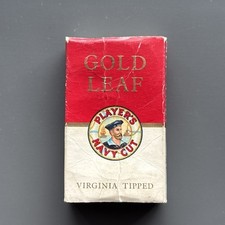 GOLD
LEAF
PLAYER'S
NAVY CUT
VIRGINIA TIPPED